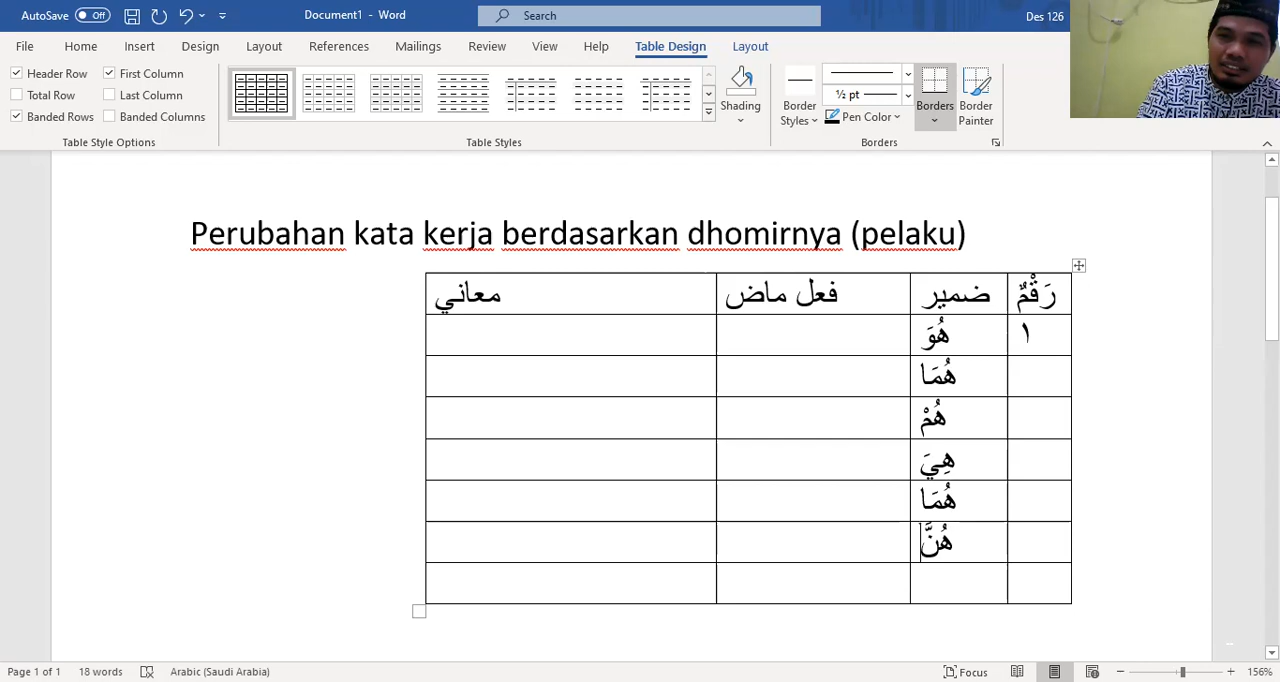 AutoSave Off Document1 - Word Search Des 126
File Home Insert Design Layout References Mailings Review View Help Table Design Layout
Header Row First Column
Total Row Last Column
Banded Rows Banded Columns
Table Style Options
Table Styles
Shading
Border Styles
½ pt
Pen Color
Borders
Border Painter
Borders
Perubahan kata kerja berdasarkan dhomirnya (pelaku)
رَقْمٌ ضمير فعل ماض معاني
١ هُوَ
هُمَا
هُمْ
هِيَ
هُمَا
هُنَّ
Page 1 of 1 18 words Arabic (Saudi Arabia) Focus 156%